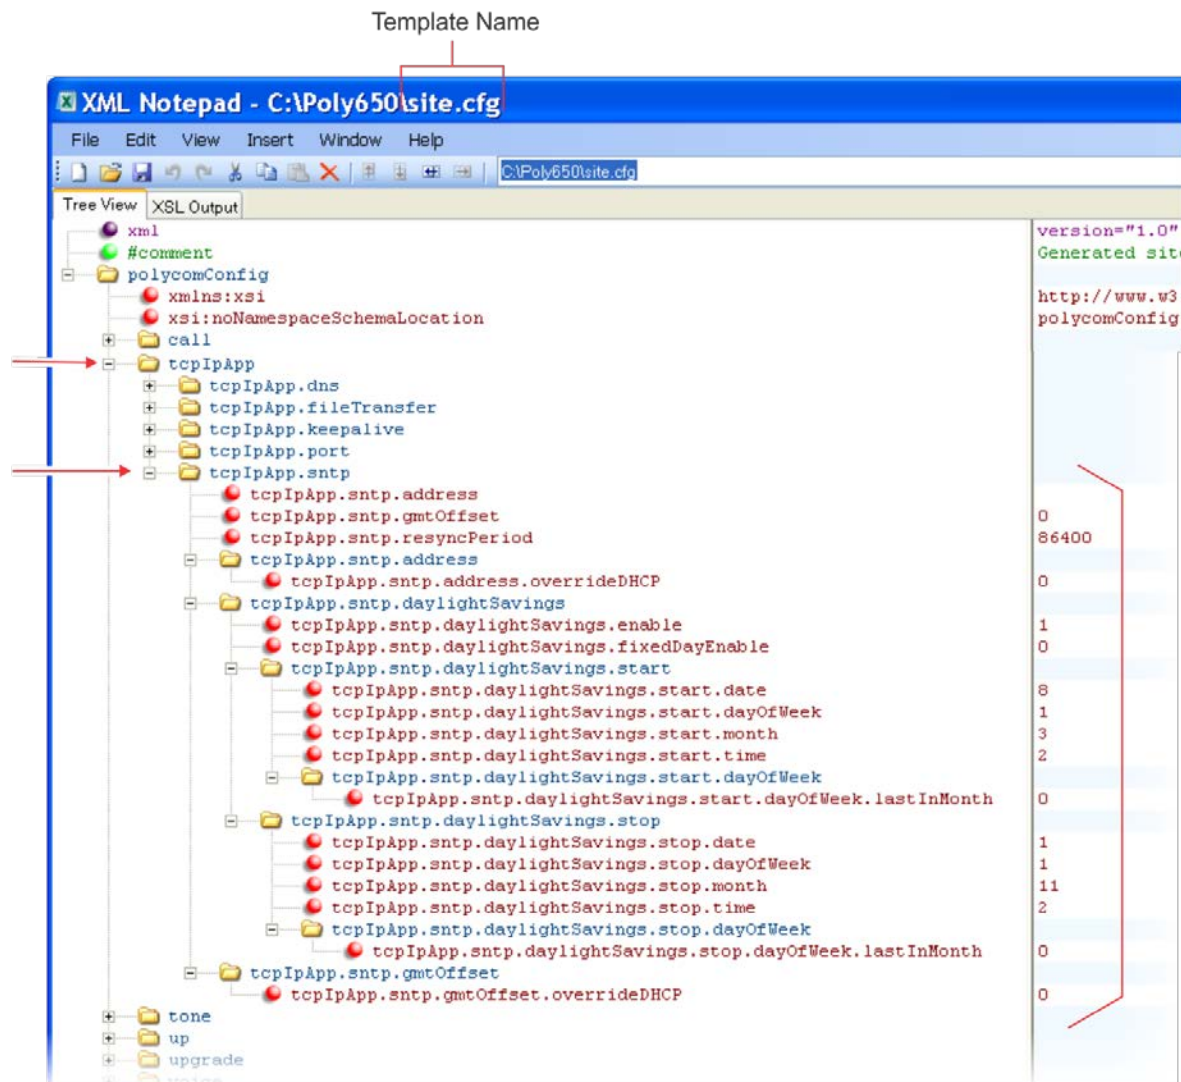 Template Name
XML Notepad - C:\Poly650\site.cfg
File Edit View Insert Window Help
C:\Poly650\site.cfg
Tree View XSL Output
xml version="1.0"
#comment Generated sit
polycomConfig
xmlns:xsi http://www.w3
xsi:noNamespaceSchemaLocation polycomConfig
call
tcpIpApp
tcpIpApp.dns
tcpIpApp.fileTransfer
tcpIpApp.keepalive
tcpIpApp.port
tcpIpApp.sntp
tcpIpApp.sntp.address
tcpIpApp.sntp.gmtOffset 0
tcpIpApp.sntp.resyncPeriod 86400
tcpIpApp.sntp.address
tcpIpApp.sntp.address.overrideDHCP 0
tcpIpApp.sntp.daylightSavings
tcpIpApp.sntp.daylightSavings.enable 1
tcpIpApp.sntp.daylightSavings.fixedDayEnable 0
tcpIpApp.sntp.daylightSavings.start
tcpIpApp.sntp.daylightSavings.start.date 8
tcpIpApp.sntp.daylightSavings.start.dayOfWeek 1
tcpIpApp.sntp.daylightSavings.start.month 3
tcpIpApp.sntp.daylightSavings.start.time 2
tcpIpApp.sntp.daylightSavings.start.dayOfWeek
tcpIpApp.sntp.daylightSavings.start.dayOfWeek.lastInMonth 0
tcpIpApp.sntp.daylightSavings.stop
tcpIpApp.sntp.daylightSavings.stop.date 1
tcpIpApp.sntp.daylightSavings.stop.dayOfWeek 1
tcpIpApp.sntp.daylightSavings.stop.month 11
tcpIpApp.sntp.daylightSavings.stop.time 2
tcpIpApp.sntp.daylightSavings.stop.dayOfWeek
tcpIpApp.sntp.daylightSavings.stop.dayOfWeek.lastInMonth 0
tcpIpApp.sntp.gmtOffset
tcpIpApp.sntp.gmtOffset.overrideDHCP 0
tone
up
upgrade